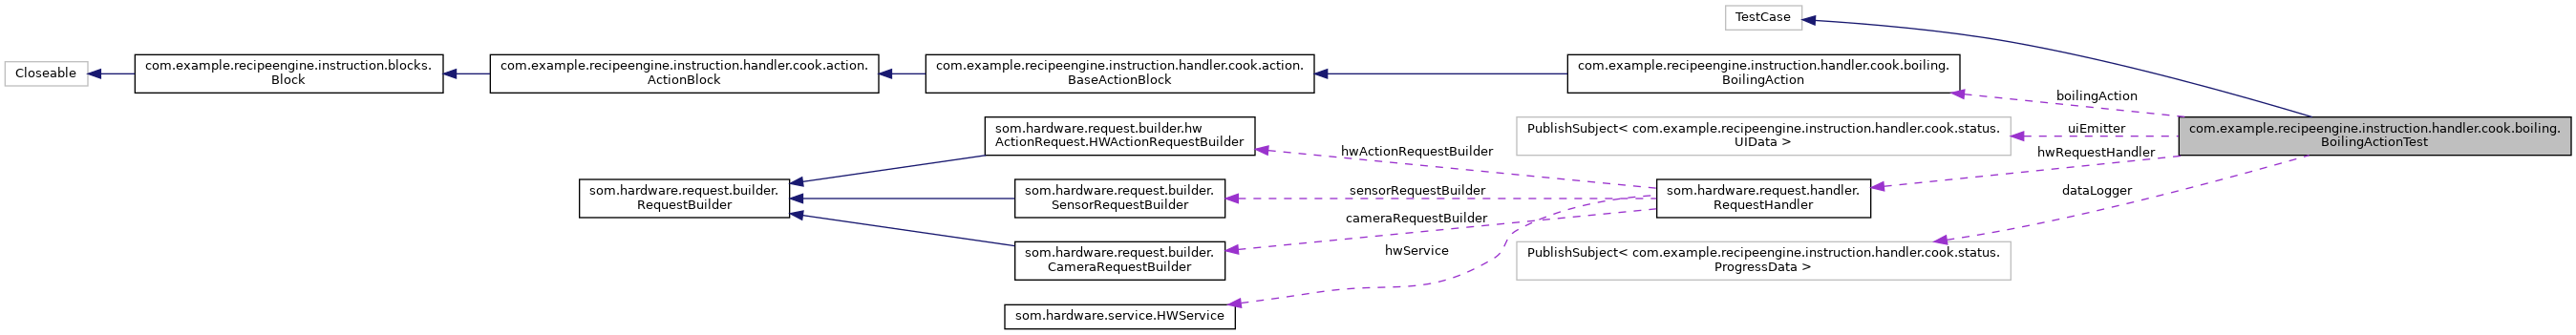 TestCase
Closeable
com.example.recipeengine.instruction.blocks.
Block
com.example.recipeengine.instruction.handler.cook.action.
ActionBlock
com.example.recipeengine.instruction.handler.cook.action.
BaseActionBlock
com.example.recipeengine.instruction.handler.cook.boiling.
BoilingAction
boilingAction
som.hardware.request.builder.hw
ActionRequest.HWActionRequestBuilder
hwActionRequestBuilder
PublishSubject< com.example.recipeengine.instruction.handler.cook.status.
UIData >
uiEmitter
com.example.recipeengine.instruction.handler.cook.boiling.
BoilingActionTest
hwRequestHandler
som.hardware.request.builder.
RequestBuilder
som.hardware.request.builder.
SensorRequestBuilder
sensorRequestBuilder
som.hardware.request.handler.
RequestHandler
dataLogger
cameraRequestBuilder
som.hardware.request.builder.
CameraRequestBuilder
hwService
PublishSubject< com.example.recipeengine.instruction.handler.cook.status.
ProgressData >
som.hardware.service.HWService